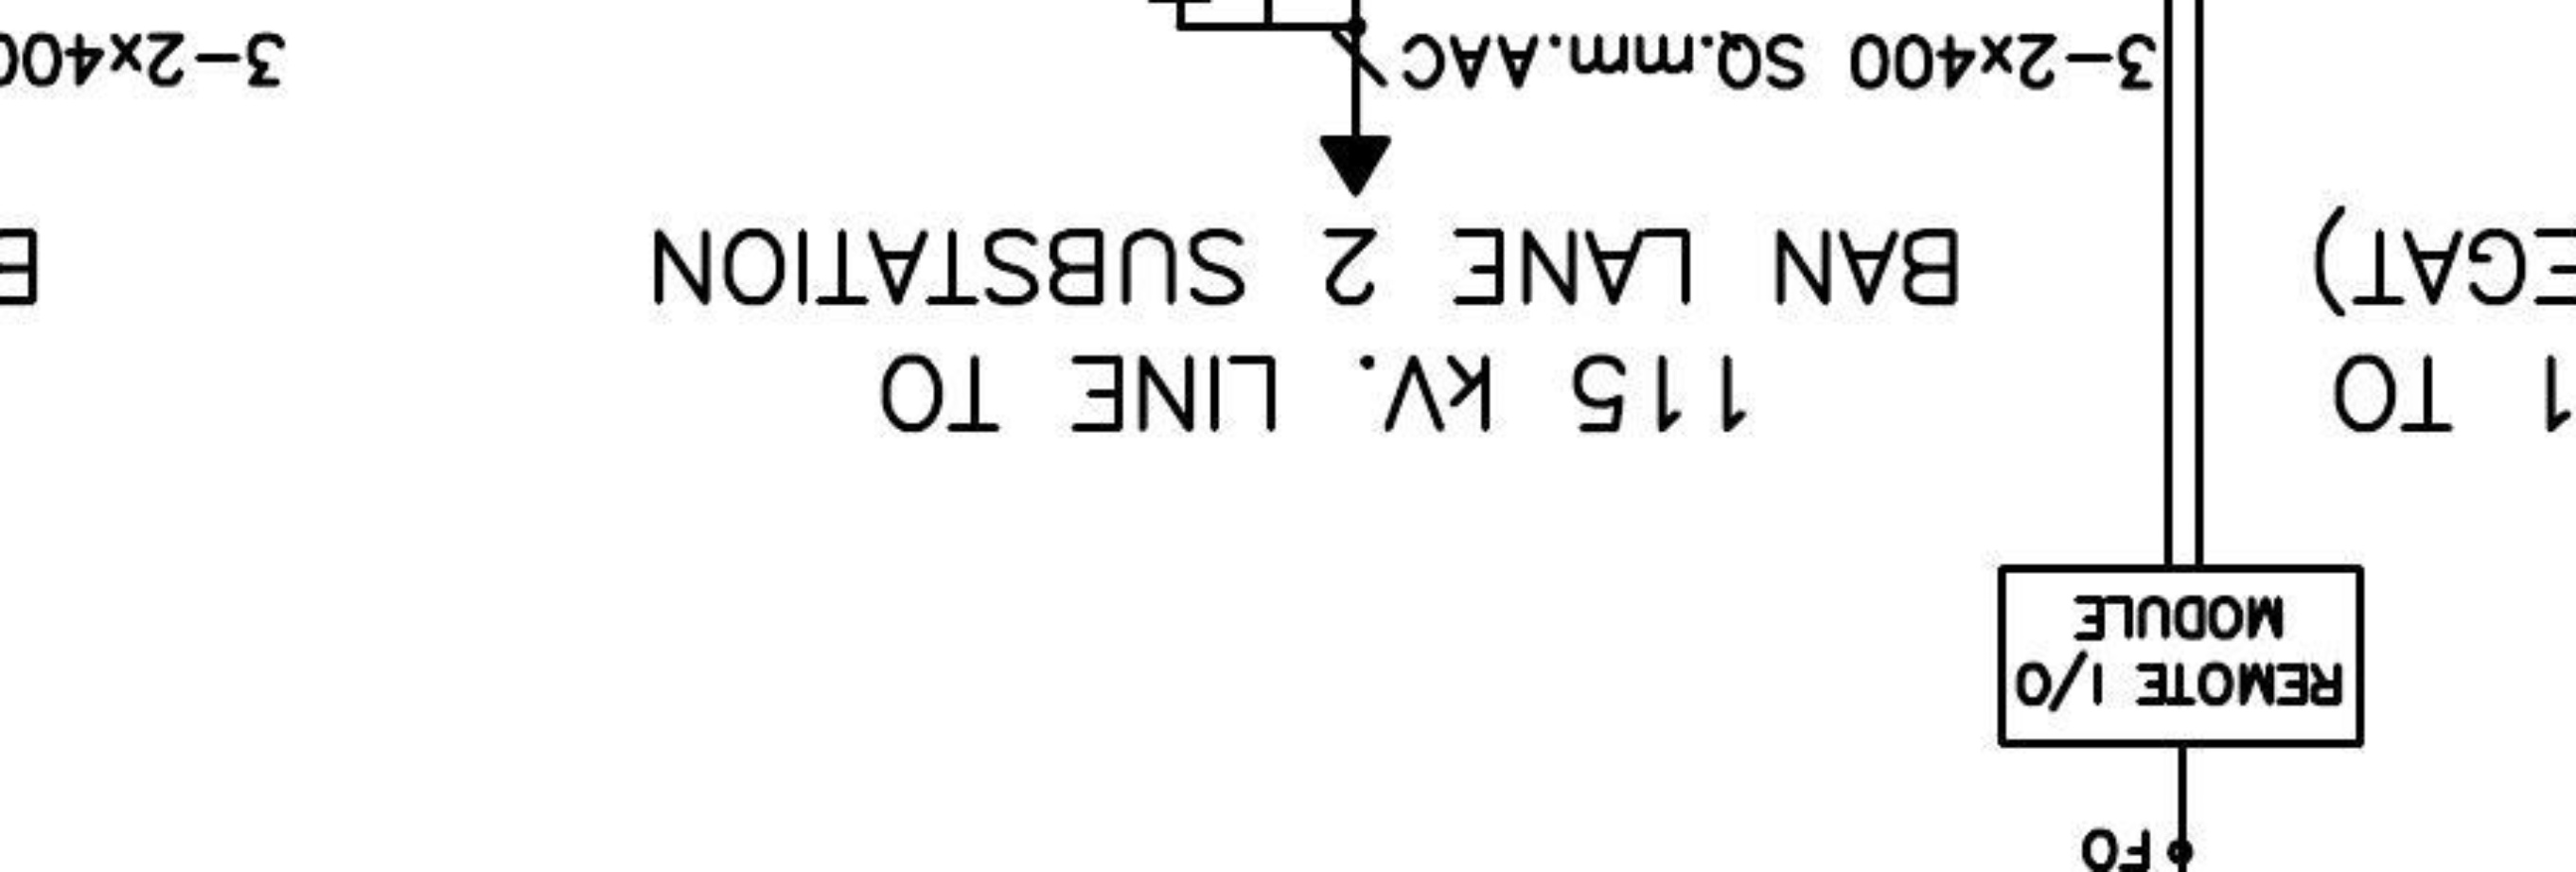 FO
REMOTE I/O
MODULE
1 TO
EGAT)
115 kV. LINE TO
BAN LANE 2 SUBSTATION
3-2x400 SQ.mm.AAC
3-2x400